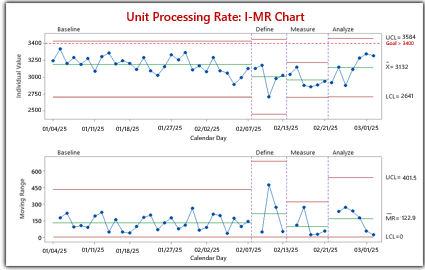 Unit Processing Rate: I-MR Chart
Baseline
Define
Measure
Analyze
UCL= 3584
Goal > 3400
X= 3132
LCL= 2641
Individual Value
3400
3250
3000
2750
2500
01/04/25
01/11/25
01/18/25
01/27/25
02/02/25
02/07/25
02/13/25
02/21/25
03/01/25
Calendar Day
Baseline
Define
Measure
Analyze
UCL= 401.5
MR=122.9
LCL=0
Moving Range
600
450
300
150
0
01/04/25
01/11/25
01/18/25
01/27/25
02/02/25
02/07/25
02/13/25
02/21/25
03/01/25
Calendar Day